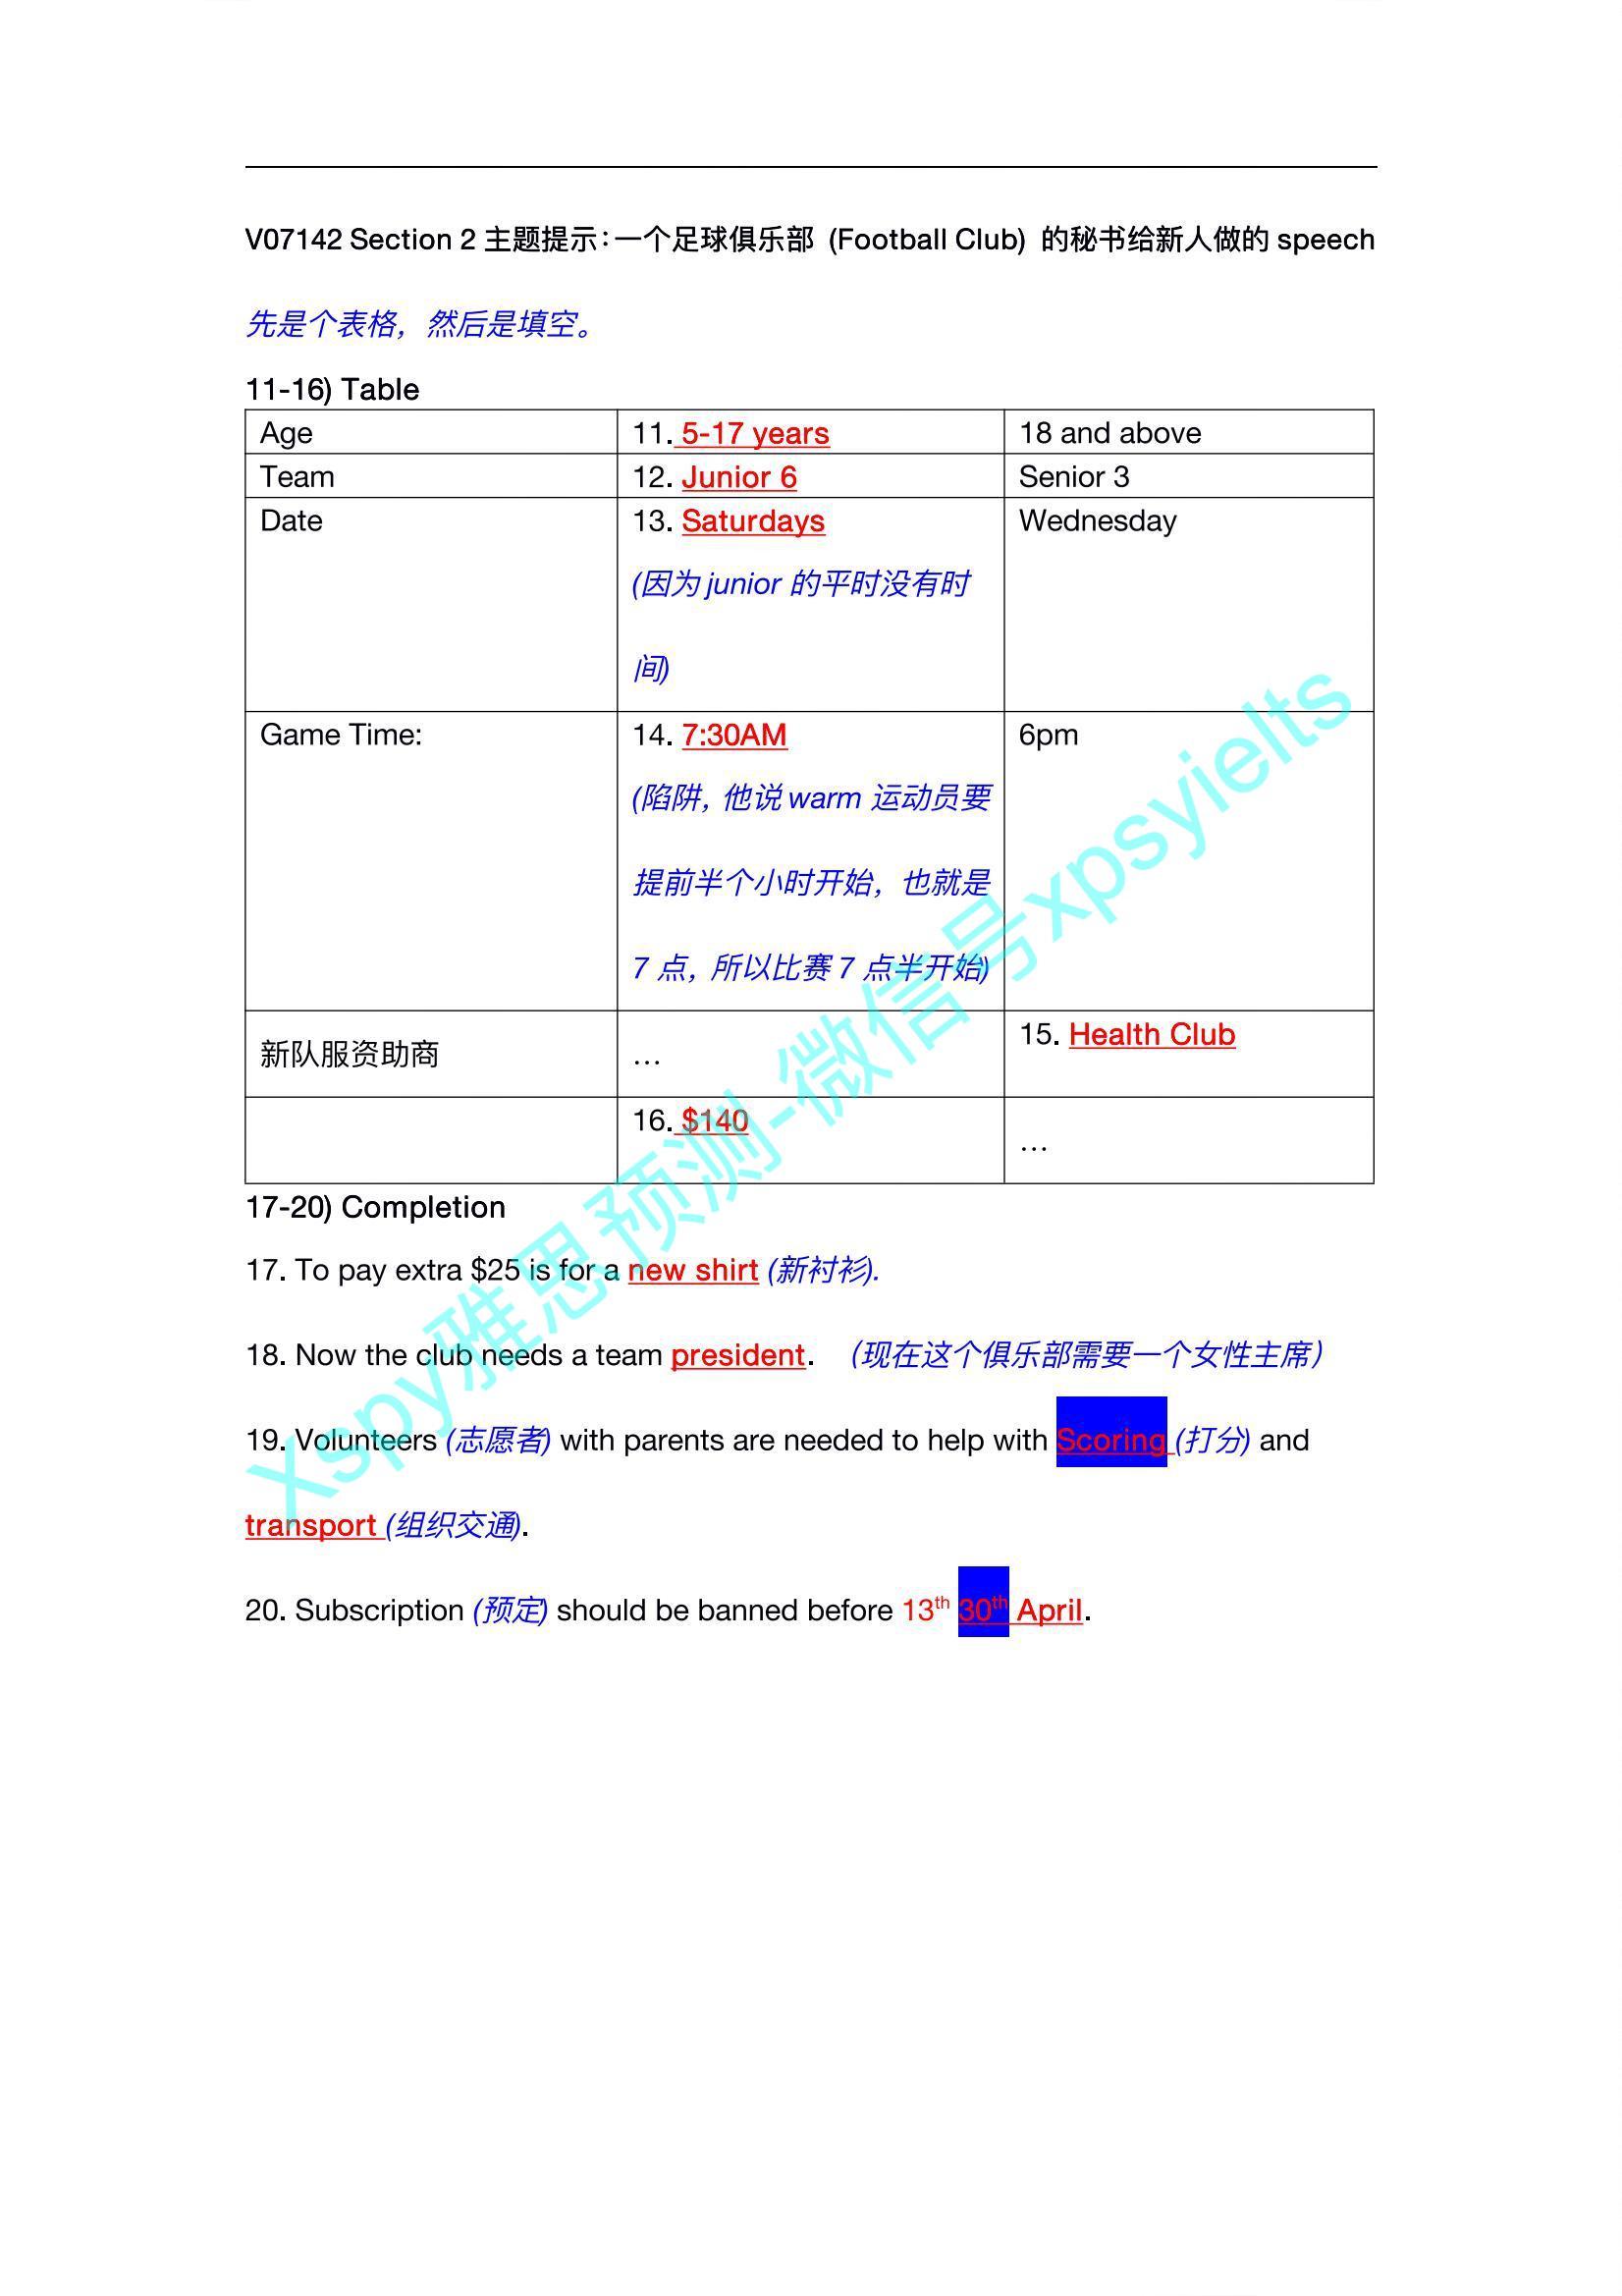 V07142 Section 2 主题提示：一个足球俱乐部 (Football Club) 的秘书给新人做的 speech
先是个表格，然后是填空。
11-16) Table
Age 11. 5-17 years 18 and above
Team 12. Junior 6 Senior 3
Date 13. Saturdays Wednesday
(因为 junior 的平时没有时
间)
Game Time: 14. 7:30AM 6pm
(陷阱，他说 warm 运动员要
提前半个小时开始，也就是
7 点，所以比赛 7 点半开始)
新队服资助商 … 15. Health Club
16. $140 …
17-20) Completion
17. To pay extra $25 is for a new shirt (新衬衫).
18. Now the club needs a team president. （现在这个俱乐部需要一个女性主席）
19. Volunteers (志愿者) with parents are needed to help with Scoring (打分) and
transport (组织交通).
20. Subscription (预定) should be banned before 13th 30th April.
xspy雅思预测-微信号xpsyielts